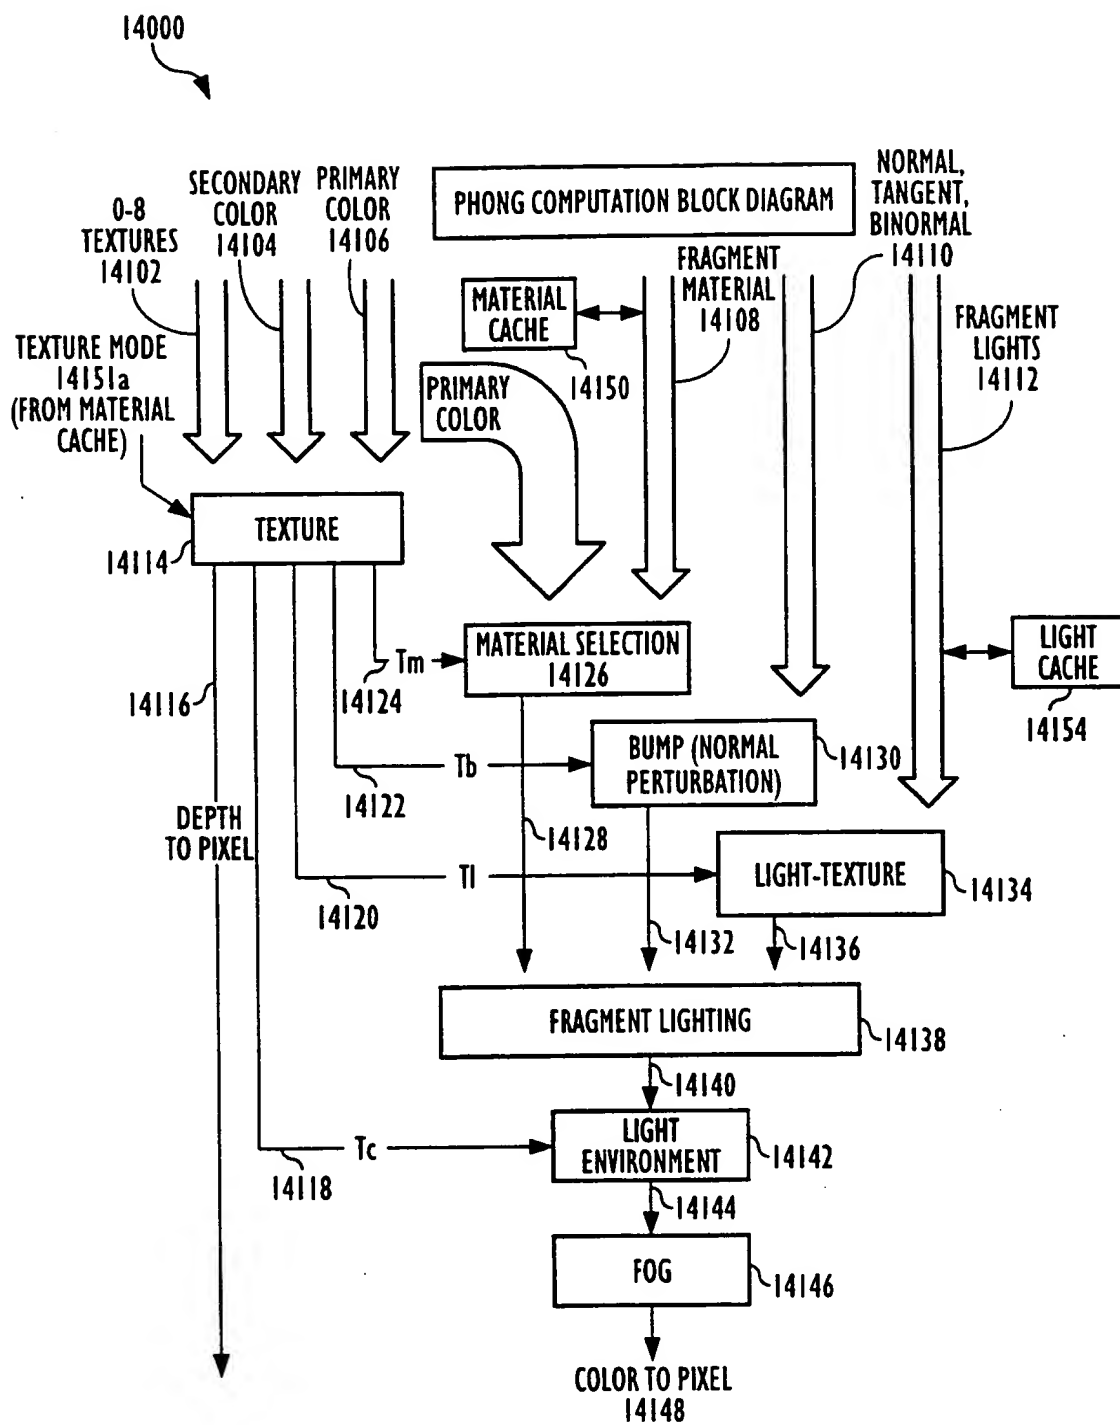 14000
PHONG COMPUTATION BLOCK DIAGRAM
0-8
TEXTURES
14102
SECONDARY
COLOR
14104
PRIMARY
COLOR
14106
NORMAL,
TANGENT,
BINORMAL
14110
FRAGMENT
MATERIAL
14108
MATERIAL
CACHE
14150
FRAGMENT
LIGHTS
14112
TEXTURE MODE
14151a
(FROM MATERIAL
CACHE)
PRIMARY
COLOR
TEXTURE
14114
MATERIAL SELECTION
14126
Tm
14124
LIGHT
CACHE
14154
14116
BUMP (NORMAL
PERTURBATION)
14130
Tb
14122
DEPTH
TO PIXEL
14128
LIGHT-TEXTURE
14134
Tl
14120
14132
14136
FRAGMENT LIGHTING
14138
14140
LIGHT
ENVIRONMENT
14142
Tc
14118
14144
FOG
14146
COLOR TO PIXEL
14148